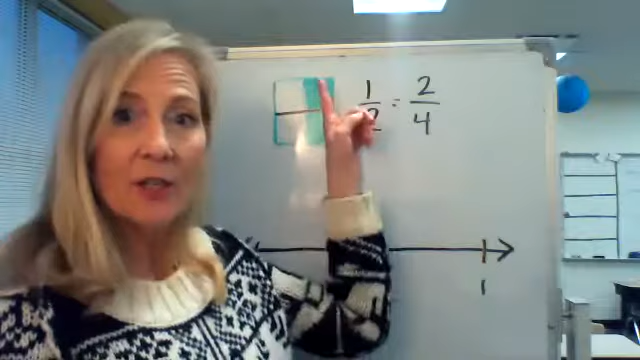 1/2 = 2/4
1